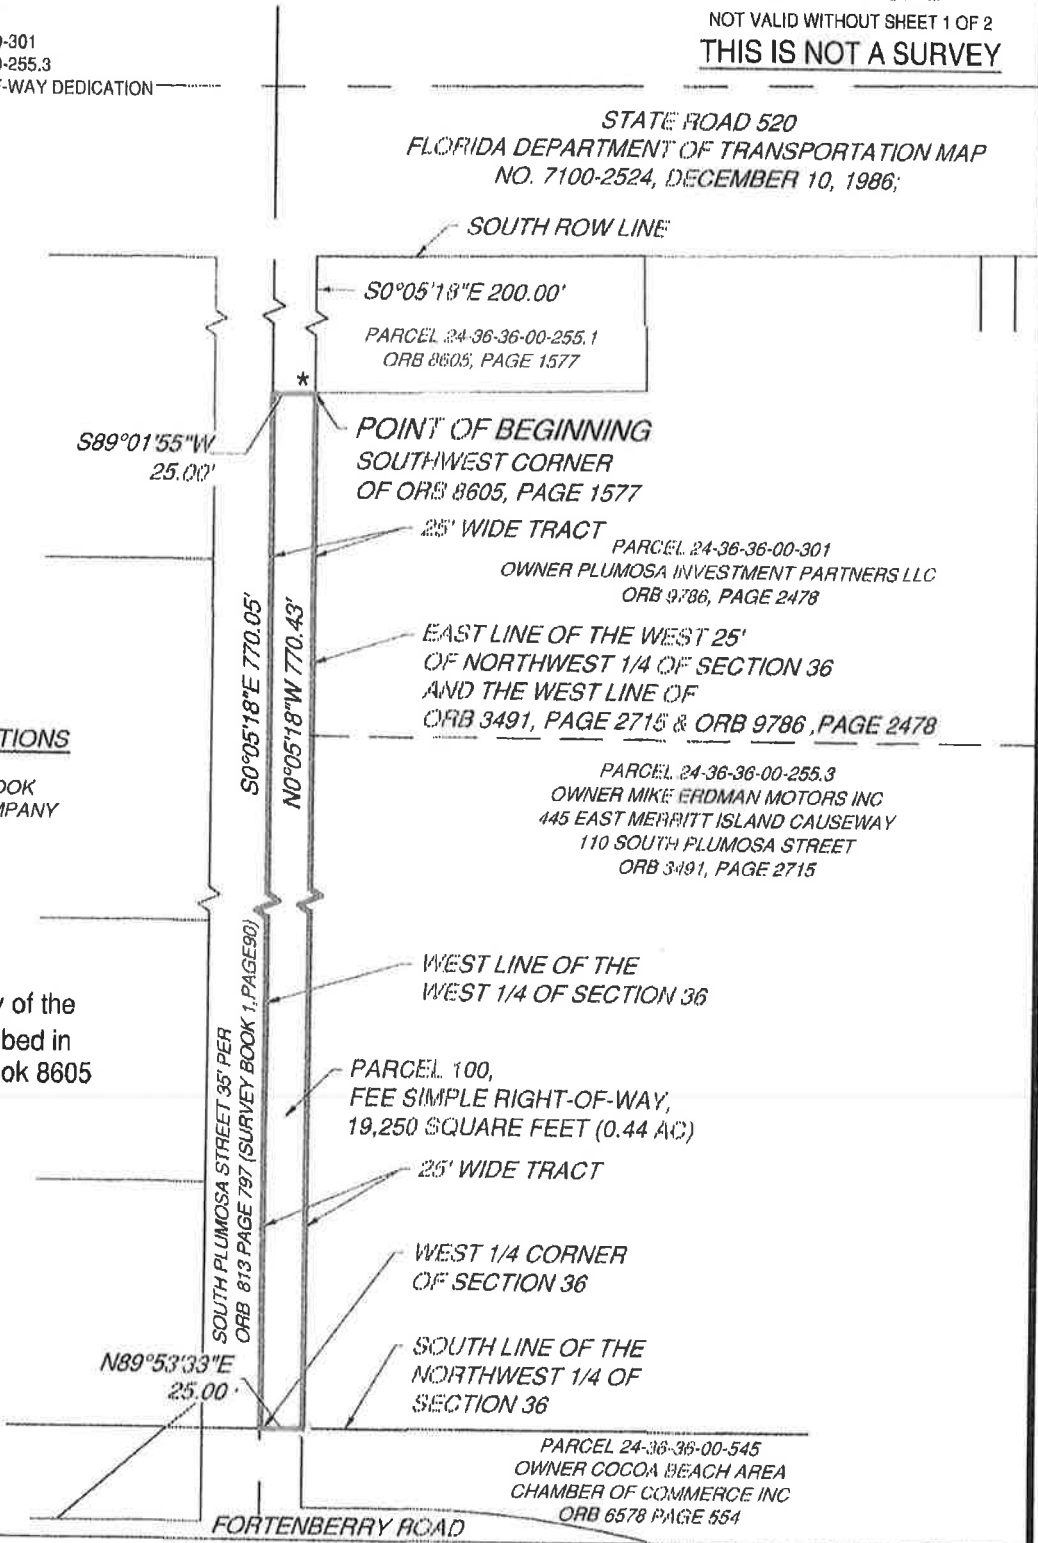 NOT VALID WITHOUT SHEET 1 OF 2
THIS IS NOT A SURVEY
-301
-255.3
-WAY DEDICATION
STATE ROAD 520
FLORIDA DEPARTMENT OF TRANSPORTATION MAP
NO. 7100-2524, DECEMBER 10, 1986;
SOUTH ROW LINE
S0°05'18"E 200.00'
PARCEL 24-36-36-00-255.1
ORB 8605, PAGE 1577
*
S89°01'55"W
25.00'
POINT OF BEGINNING
SOUTHWEST CORNER
OF ORB 8605, PAGE 1577
25' WIDE TRACT
PARCEL 24-36-36-00-301
OWNER PLUMOSA INVESTMENT PARTNERS LLC
ORB 9786, PAGE 2478
S0°05'18"E 770.05'
N0°05'18"W 770.43'
EAST LINE OF THE WEST 25'
OF NORTHWEST 1/4 OF SECTION 36
AND THE WEST LINE OF
ORB 3491, PAGE 2715 & ORB 9786 ,PAGE 2478
TIONS
OOK
MPANY
PARCEL 24-36-36-00-255.3
OWNER MIKE ERDMAN MOTORS INC
445 EAST MERRITT ISLAND CAUSEWAY
110 SOUTH PLUMOSA STREET
ORB 3491, PAGE 2715
WEST LINE OF THE
WEST 1/4 OF SECTION 36
y of the
bed in
ok 8605
PARCEL 100,
FEE SIMPLE RIGHT-OF-WAY,
19,250 SQUARE FEET (0.44 AC)
25' WIDE TRACT
SOUTH PLUMOSA STREET 35' PER
ORB 813 PAGE 797 (SURVEY BOOK 1,PAGE90)
WEST 1/4 CORNER
OF SECTION 36
N89°53'33"E
25.00 '
SOUTH LINE OF THE
NORTHWEST 1/4 OF
SECTION 36
PARCEL 24-36-36-00-545
OWNER COCOA BEACH AREA
CHAMBER OF COMMERCE INC
ORB 6578 PAGE 554
FORTENBERRY ROAD